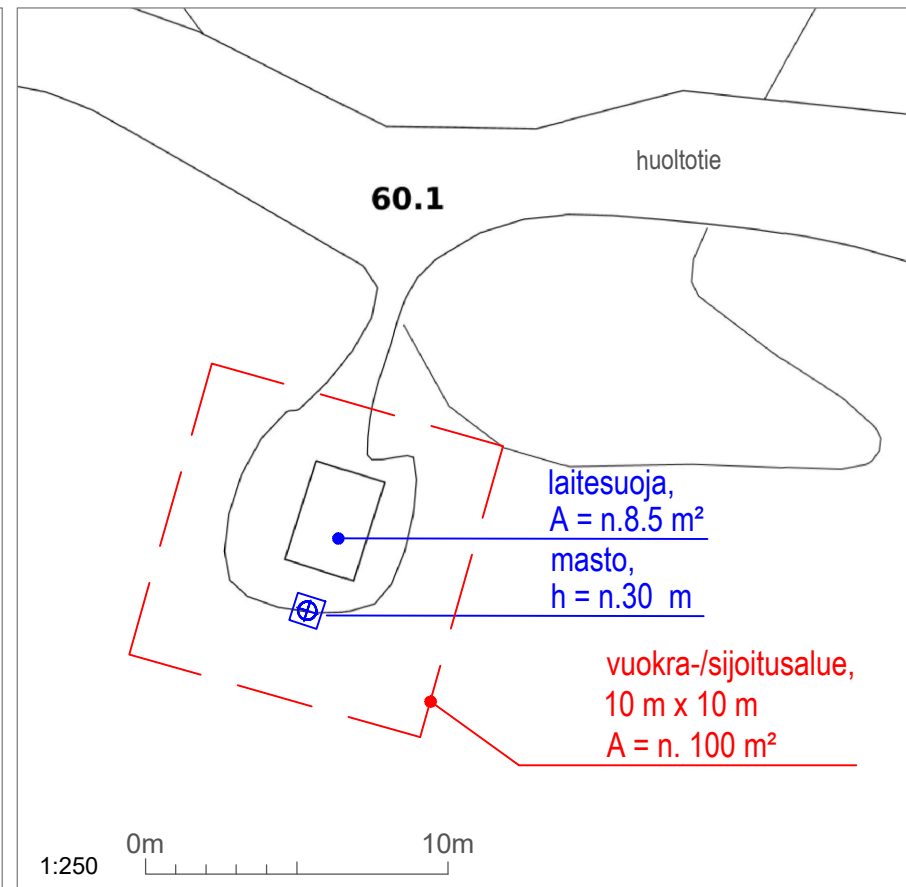 huoltotie
60.1
laitesuoja,
A = n.8.5 m²
masto,
h = n.30 m
vuokra-/sijoitusalue,
10 m x 10 m
A = n. 100 m²
0m 10m
1:250